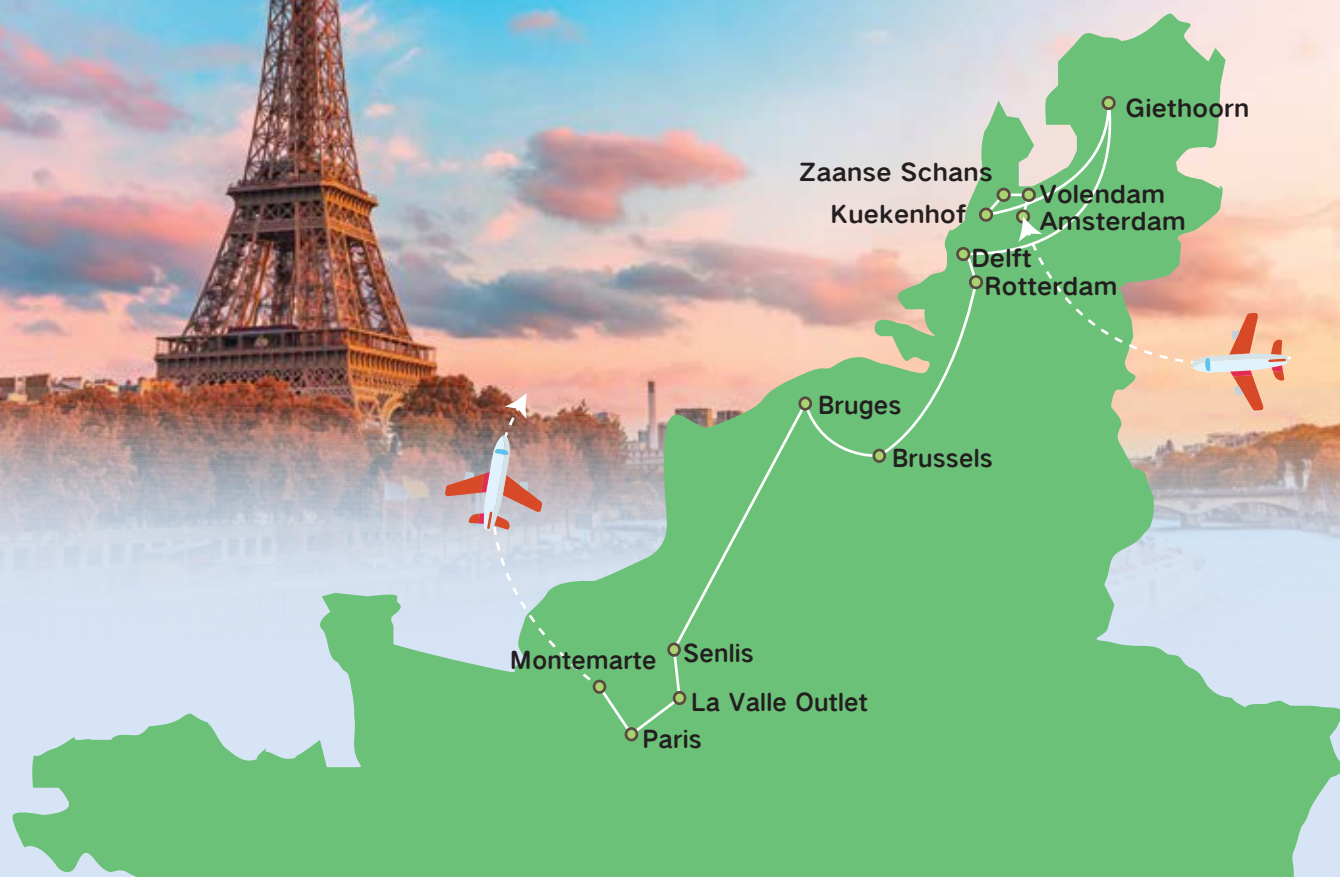 Giethoorn
Zaanse Schans
Volendam
Kuekenhof
Amsterdam
Delft
Rotterdam
Bruges
Brussels
Senlis
Montemarte
La Valle Outlet
Paris